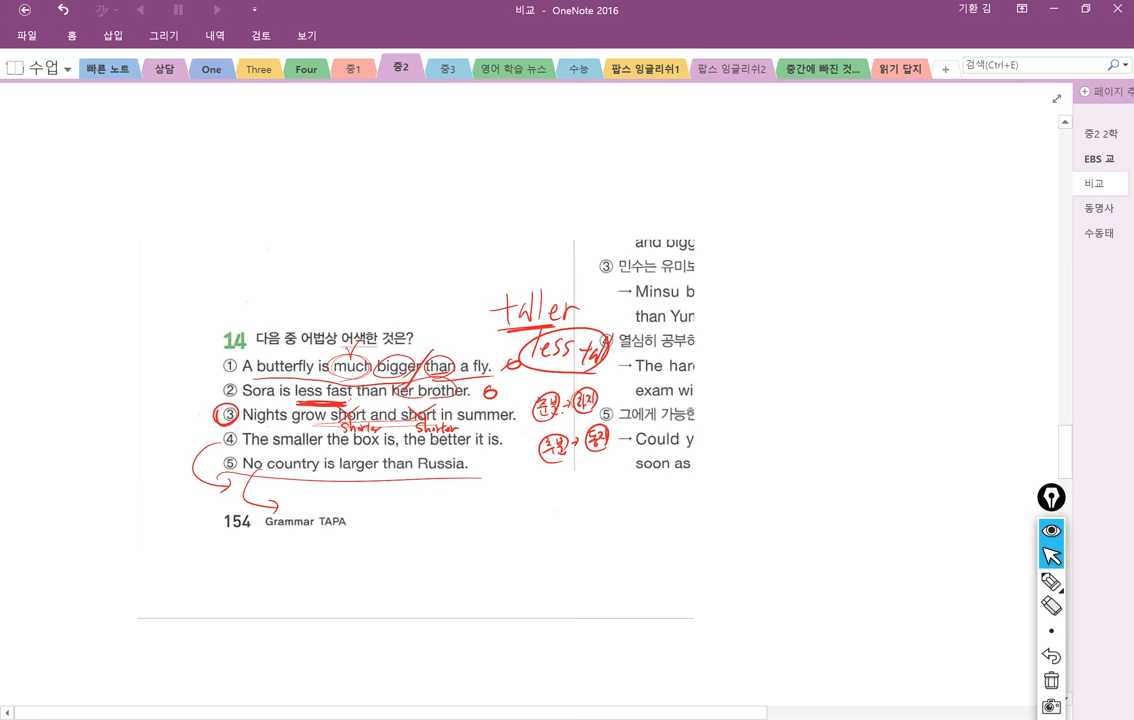 비교 - OneNote 2016
기환 김
파일 홈 삽입 그리기 내역 검토 보기
수업 빠른 노트 상담 One Three Four 중1 중2 중3 영어 학습 뉴스 수능 팝스 잉글리쉬1 팝스 잉글리쉬2 중간에 빠진 것... 읽기 답지 + 검색(Ctrl+E)
페이지 추
중2 2학
EBS 교
비교
동명사
수동태
taller
less tall
14 다음 중 어법상 어색한 것은?
① A butterfly is much bigger than a fly.
② Sora is less fast than her brother.
③ Nights grow short and short in summer.
shorter shorter
④ The smaller the box is, the better it is.
⑤ No country is larger than Russia.
154 Grammar TAPA
and bigg
③ 민수는 유미보
→ Minsu b
than Yun
④ 열심히 공부하
→ The hard
exam wi
⑤ 그에게 가능한
→ Could y
soon as